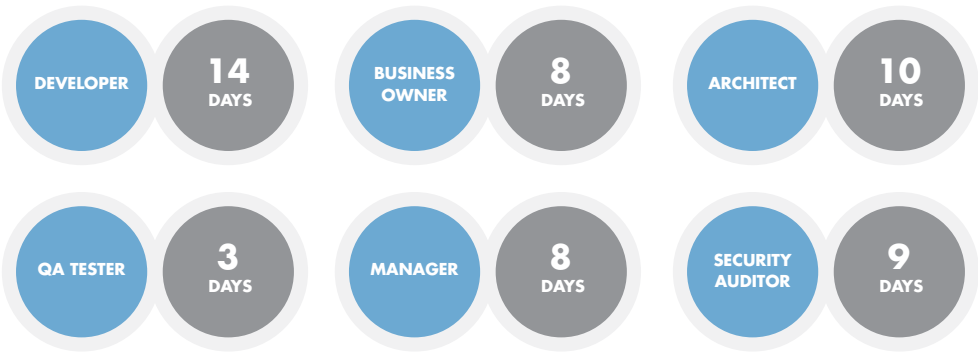 DEVELOPER
14
DAYS
BUSINESS
OWNER
8
DAYS
ARCHITECT
10
DAYS
QA TESTER
3
DAYS
MANAGER
8
DAYS
SECURITY
AUDITOR
9
DAYS